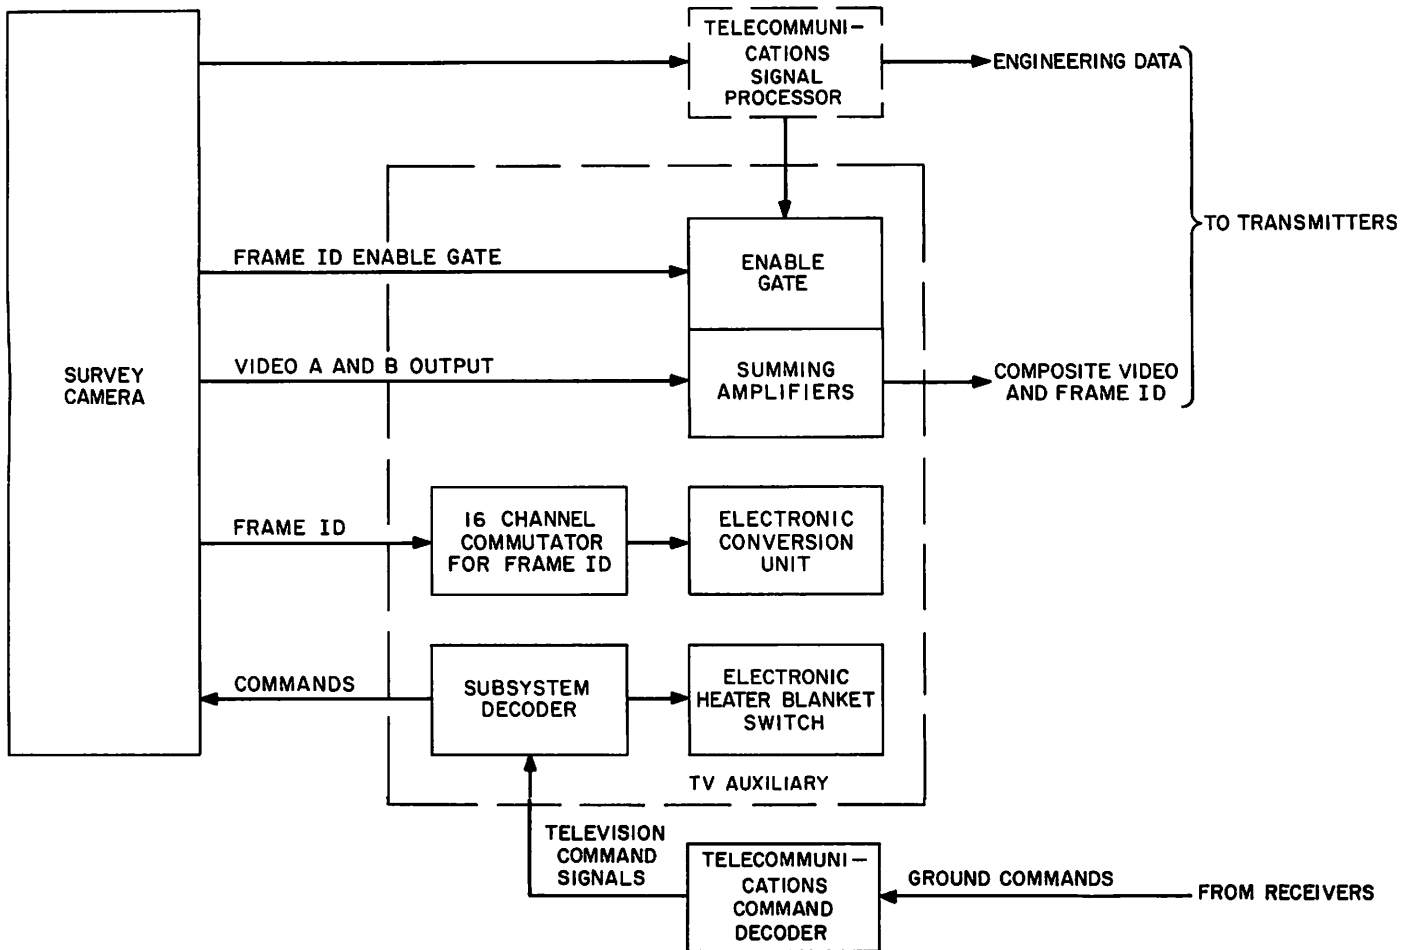 TELECOMMUNI-
CATIONS
SIGNAL
PROCESSOR
ENGINEERING DATA
TO TRANSMITTERS
FRAME ID ENABLE GATE
ENABLE
GATE
VIDEO A AND B OUTPUT
SUMMING
AMPLIFIERS
COMPOSITE VIDEO
AND FRAME ID
SURVEY
CAMERA
FRAME ID
16 CHANNEL
COMMUTATOR
FOR FRAME ID
ELECTRONIC
CONVERSION
UNIT
COMMANDS
SUBSYSTEM
DECODER
ELECTRONIC
HEATER BLANKET
SWITCH
TV AUXILIARY
TELEVISION
COMMAND
SIGNALS
TELECOMMUNI-
CATIONS
COMMAND
DECODER
GROUND COMMANDS
FROM RECEIVERS